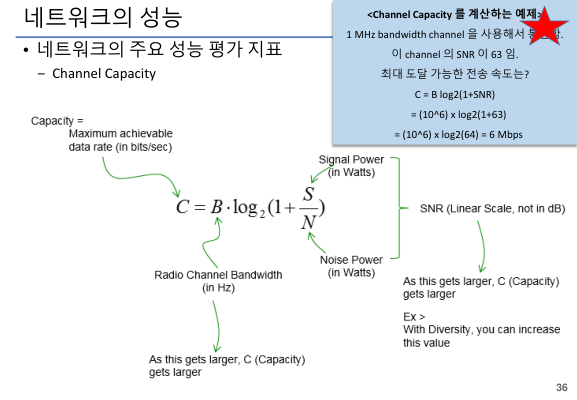 네트워크의 성능
• 네트워크의 주요 성능 평가 지표
– Channel Capacity
<Channel Capacity 를 계산하는 예제>
1 MHz bandwidth channel 을 사용해서
이 channel 의 SNR 이 63 임.
최대 도달 가능한 전송 속도는?
C = B log2(1+SNR)
= (10^6) x log2(1+63)
= (10^6) x log2(64) = 6 Mbps
Capacity =
Maximum achievable
data rate (in bits/sec)
Signal Power
(in Watts)
C = B · log₂(1 + S/N)
SNR (Linear Scale, not in dB)
Noise Power
(in Watts)
Radio Channel Bandwidth
(in Hz)
As this gets larger, C (Capacity)
gets larger
Ex >
With Diversity, you can increase
this value
As this gets larger, C (Capacity)
gets larger
36